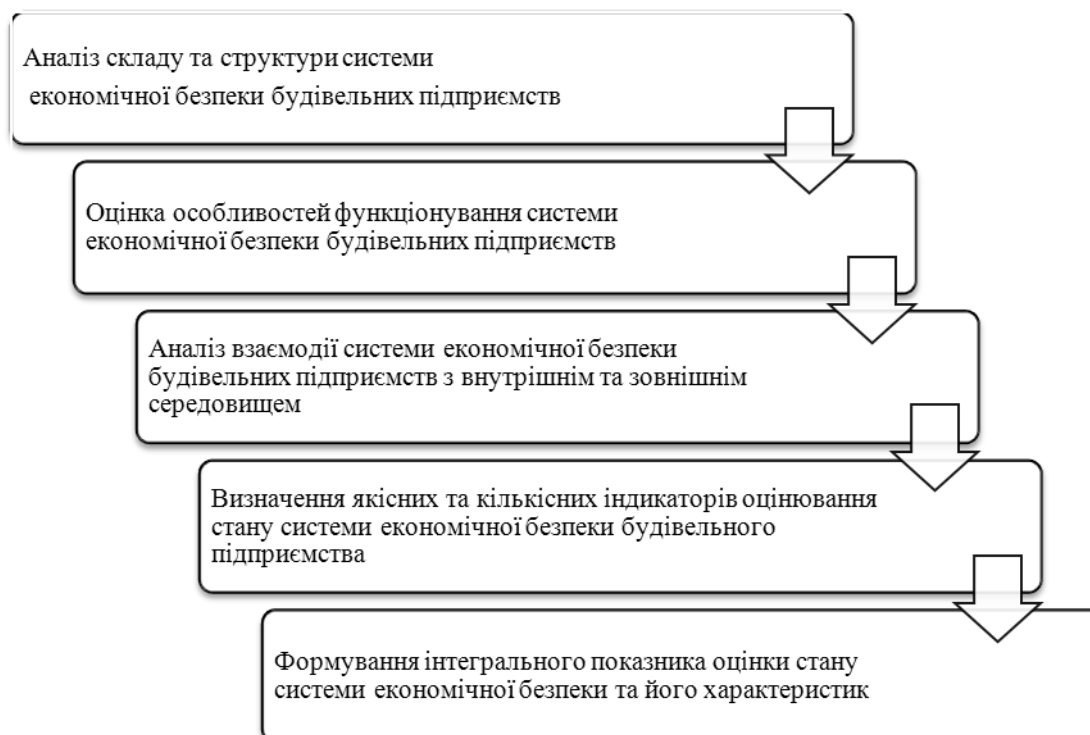 Аналіз складу та структури системи
економічної безпеки будівельних підприємств
Оцінка особливостей функціонування системи
економічної безпеки будівельних підприємств
Аналіз взаємодії системи економічної безпеки
будівельних підприємств з внутрішнім та зовнішнім
середовищем
Визначення якісних та кількісних індикаторів оцінювання
стану системи економічної безпеки будівельного
підприємства
Формування інтегрального показника оцінки стану
системи економічної безпеки та його характеристик